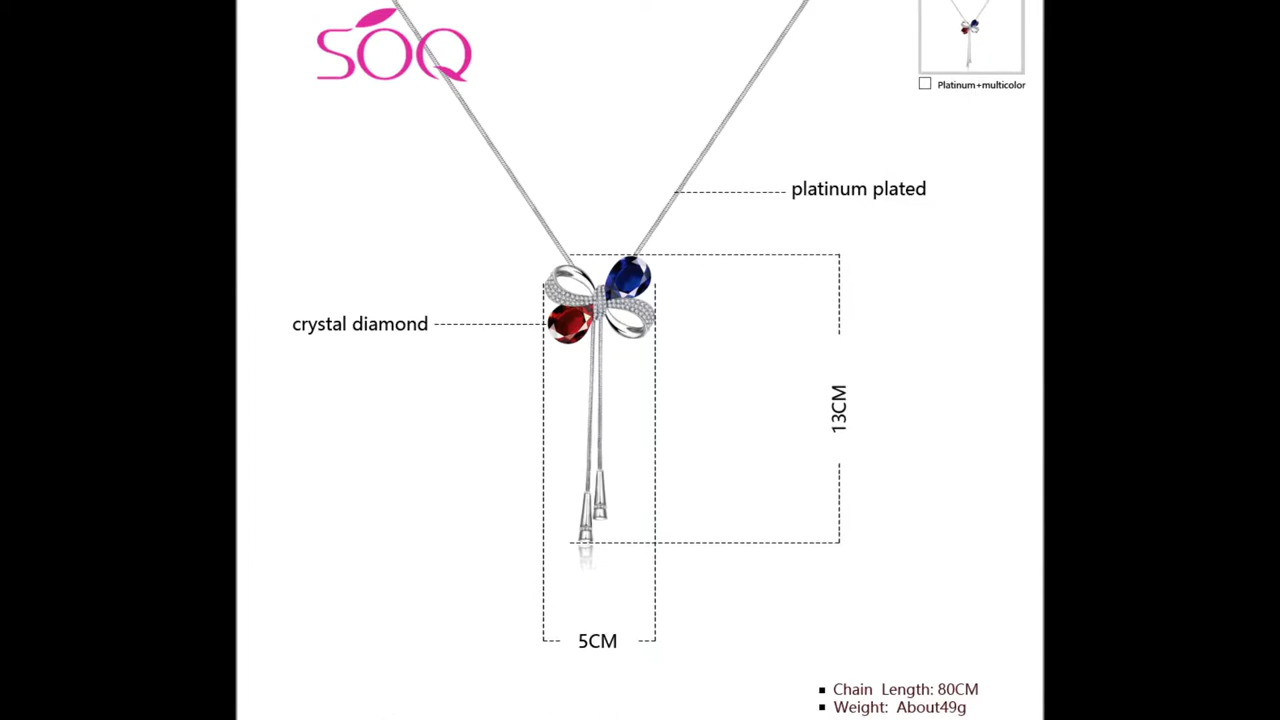 SOQ
Platinum+multicolor
platinum plated
crystal diamond
13CM
5CM
Chain Length: 80CM
Weight: About49g